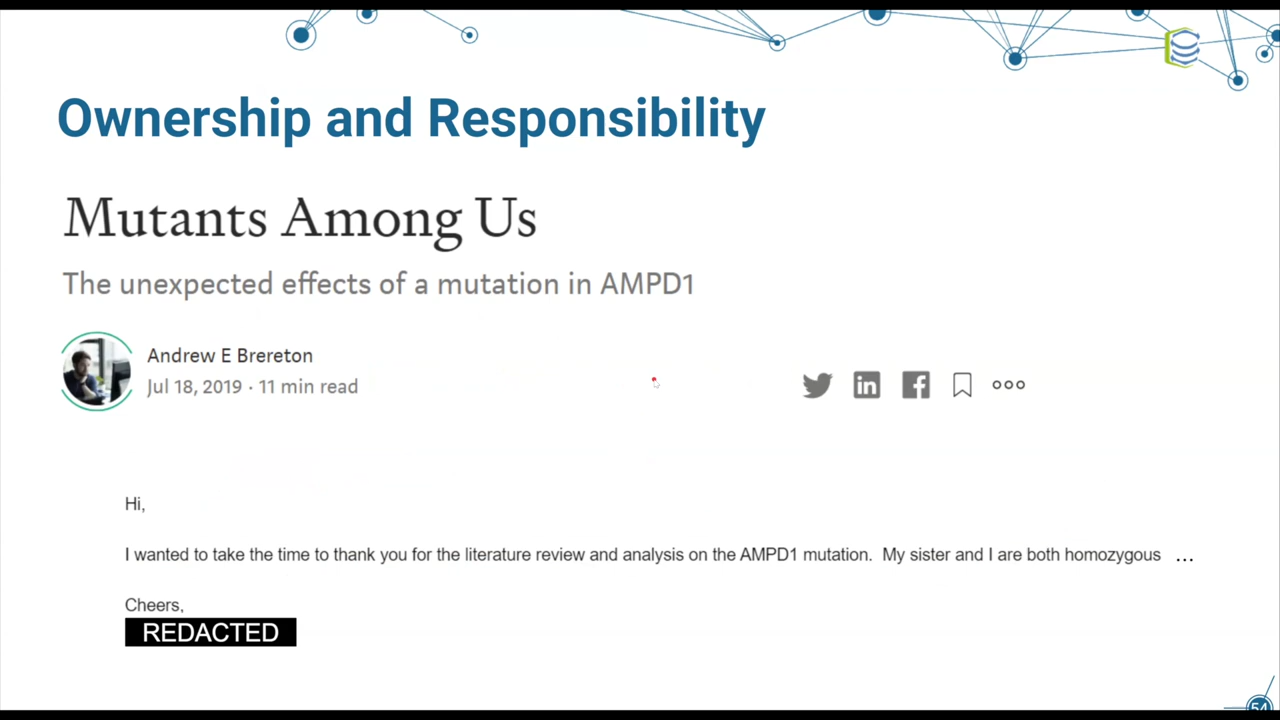 Ownership and Responsibility
Mutants Among Us
The unexpected effects of a mutation in AMPD1
Andrew E Brereton
Jul 18, 2019 · 11 min read
Hi,
I wanted to take the time to thank you for the literature review and analysis on the AMPD1 mutation.  My sister and I are both homozygous ...
Cheers,
REDACTED
54